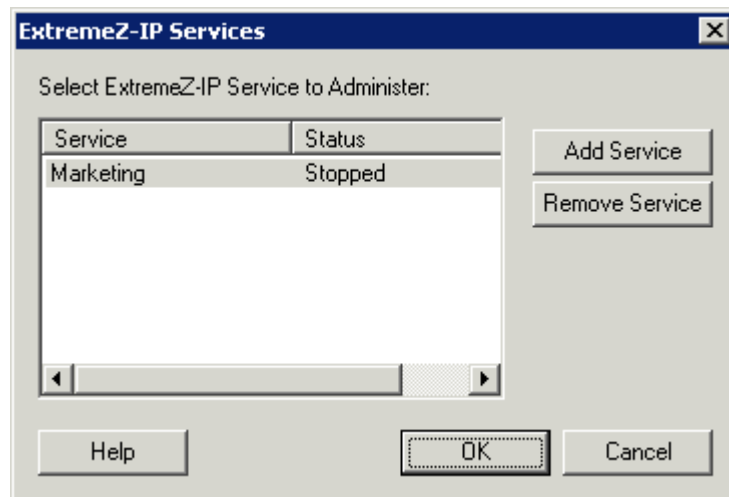 ExtremeZ-IP Services
Select ExtremeZ-IP Service to Administer:
Service Status
Marketing Stopped
Add Service
Remove Service
Help OK Cancel